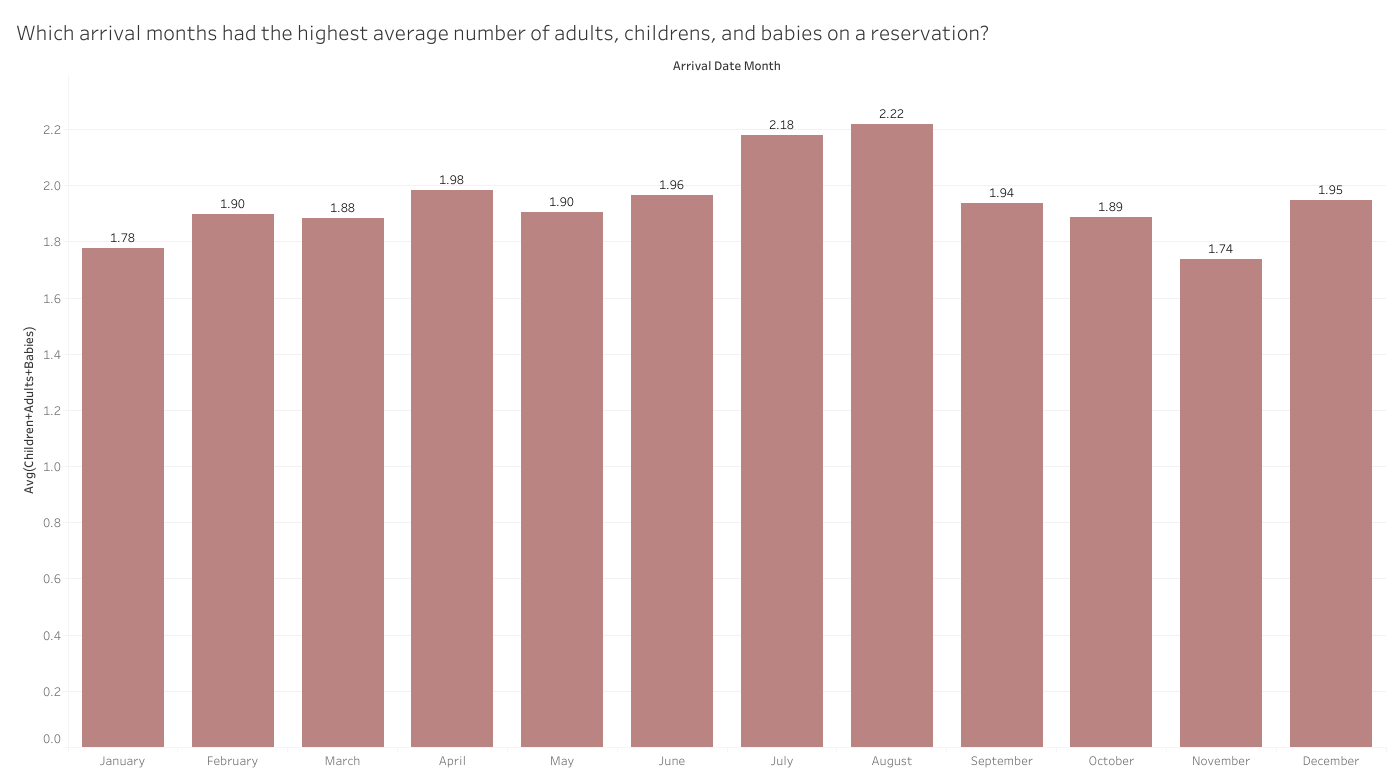 Which arrival months had the highest average number of adults, childrens, and babies on a reservation?
Arrival Date Month
Avg(Children+Adults+Babies)
2.2
2.0
1.8
1.6
1.4
1.2
1.0
0.8
0.6
0.4
0.2
0.0
1.78
1.90
1.88
1.98
1.90
1.96
2.18
2.22
1.94
1.89
1.74
1.95
January
February
March
April
May
June
July
August
September
October
November
December